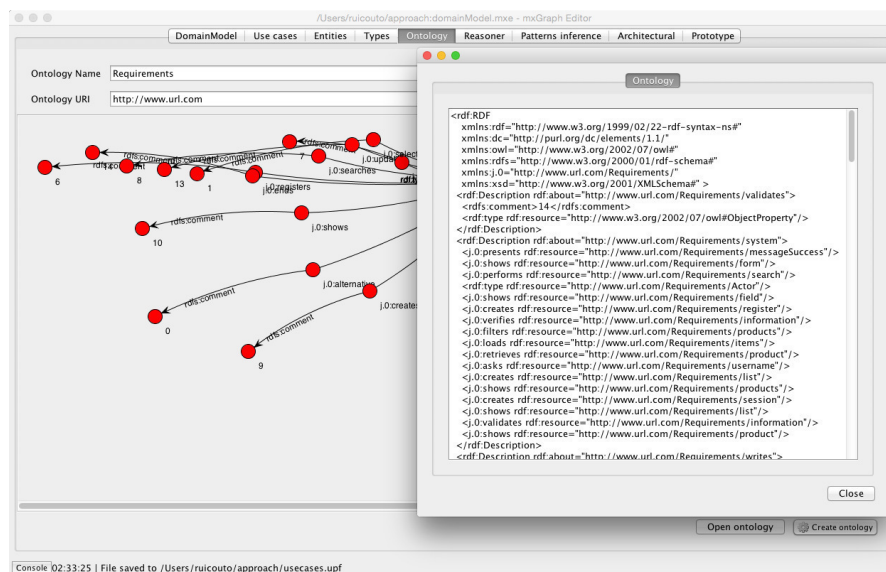 /Users/ruicouto/approach:domainModel.mxe - mxGraph Editor
DomainModel Use cases Entities Types Ontology Reasoner Patterns inference Architectural Prototype
Ontology Name Requirements
Ontology URI http://www.url.com
rdfs:comment
rdfs:comment
rdfs:comment
6
8
13
1
7
j.0:searches
j.0:registers
j.0:shows
rdfs:comment
10
j.0:alternative
rdfs:comment
0
j.0:creates
rdfs:comment
9
Ontology
<rdf:RDF
xmlns:rdf="http://www.w3.org/1999/02/22-rdf-syntax-ns#"
xmlns:dc="http://purl.org/dc/elements/1.1/"
xmlns:owl="http://www.w3.org/2002/07/owl#"
xmlns:rdfs="http://www.w3.org/2000/01/rdf-schema#"
xmlns:j.0="http://www.url.com/Requirements/"
xmlns:xsd="http://www.w3.org/2001/XMLSchema#" >
<rdf:Description rdf:about="http://www.url.com/Requirements/validates">
<rdfs:comment>14</rdfs:comment>
<rdf:type rdf:resource="http://www.w3.org/2002/07/owl#ObjectProperty"/>
</rdf:Description>
<rdf:Description rdf:about="http://www.url.com/Requirements/system">
<j.0:presents rdf:resource="http://www.url.com/Requirements/messageSuccess"/>
<j.0:shows rdf:resource="http://www.url.com/Requirements/form"/>
<j.0:performs rdf:resource="http://www.url.com/Requirements/search"/>
<rdf:type rdf:resource="http://www.url.com/Requirements/Actor"/>
<j.0:shows rdf:resource="http://www.url.com/Requirements/field"/>
<j.0:creates rdf:resource="http://www.url.com/Requirements/register"/>
<j.0:verifies rdf:resource="http://www.url.com/Requirements/information"/>
<j.0:filters rdf:resource="http://www.url.com/Requirements/products"/>
<j.0:loads rdf:resource="http://www.url.com/Requirements/items"/>
<j.0:retrieves rdf:resource="http://www.url.com/Requirements/product"/>
<j.0:asks rdf:resource="http://www.url.com/Requirements/username"/>
<j.0:creates rdf:resource="http://www.url.com/Requirements/list"/>
<j.0:shows rdf:resource="http://www.url.com/Requirements/products"/>
<j.0:creates rdf:resource="http://www.url.com/Requirements/session"/>
<j.0:shows rdf:resource="http://www.url.com/Requirements/list"/>
<j.0:validates rdf:resource="http://www.url.com/Requirements/information"/>
<j.0:shows rdf:resource="http://www.url.com/Requirements/product"/>
</rdf:Description>
<rdf:Description rdf:about="http://www.url.com/Requirements/writes">
Close
Open ontology Create ontology
Console 02:33:25 | File saved to /Users/ruicouto/approach/usecases.upf